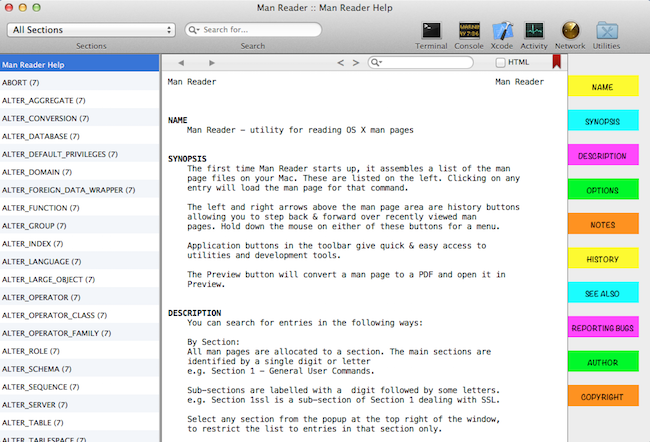 Man Reader :: Man Reader Help
All Sections
Search for...
Sections
Search
Terminal
Console
Xcode
Activity
Network
Utilities
Man Reader Help
ABORT (7)
ALTER_AGGREGATE (7)
ALTER_CONVERSION (7)
ALTER_DATABASE (7)
ALTER_DEFAULT_PRIVILEGES (7)
ALTER_DOMAIN (7)
ALTER_FOREIGN_DATA_WRAPPER (7)
ALTER_FUNCTION (7)
ALTER_GROUP (7)
ALTER_INDEX (7)
ALTER_LANGUAGE (7)
ALTER_LARGE_OBJECT (7)
ALTER_OPERATOR (7)
ALTER_OPERATOR_CLASS (7)
ALTER_OPERATOR_FAMILY (7)
ALTER_ROLE (7)
ALTER_SCHEMA (7)
ALTER_SEQUENCE (7)
ALTER_SERVER (7)
ALTER_TABLE (7)
ALTER_TABLESPACE (7)
< >
HTML
Man Reader Man Reader
NAME
Man Reader - utility for reading OS X man pages
SYNOPSIS
The first time Man Reader starts up, it assembles a list of the man
page files on your Mac. These are listed on the left. Clicking on any
entry will load the man page for that command.
The left and right arrows above the man page area are history buttons
allowing you to step back & forward over recently viewed man
pages. Hold down the mouse on either of these buttons for a menu.
Application buttons in the toolbar give quick & easy access to
utilities and development tools.
The Preview button will convert a man page to a PDF and open it in
Preview.
DESCRIPTION
You can search for entries in the following ways:
By Section:
All man pages are allocated to a section. The main sections are
identified by a single digit or letter
e.g. Section 1 - General User Commands.
Sub-sections are labelled with a digit followed by some letters.
e.g. Section 1ssl is a sub-section of Section 1 dealing with SSL.
Select any section from the popup at the top right of the window,
to restrict the list to entries in that section only.
NAME
SYNOPSIS
DESCRIPTION
OPTIONS
NOTES
HISTORY
SEE ALSO
REPORTING BUGS
AUTHOR
COPYRIGHT